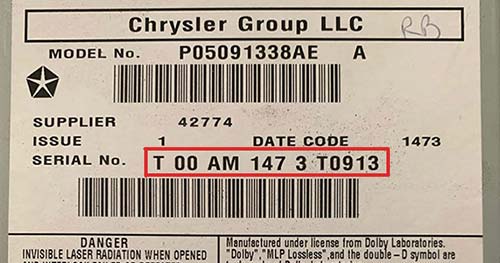 Chrysler Group LLC
RB
MODEL No. P05091338AE A
SUPPLIER 42774
ISSUE 1 DATE CODE 1473
SERIAL No. T 00 AM 147 3 T0913
DANGER
INVISIBLE LASER RADIATION WHEN OPENED
Manufactured under license from Dolby Laboratories.
"Dolby", "MLP Lossless", and the double-D symbol are